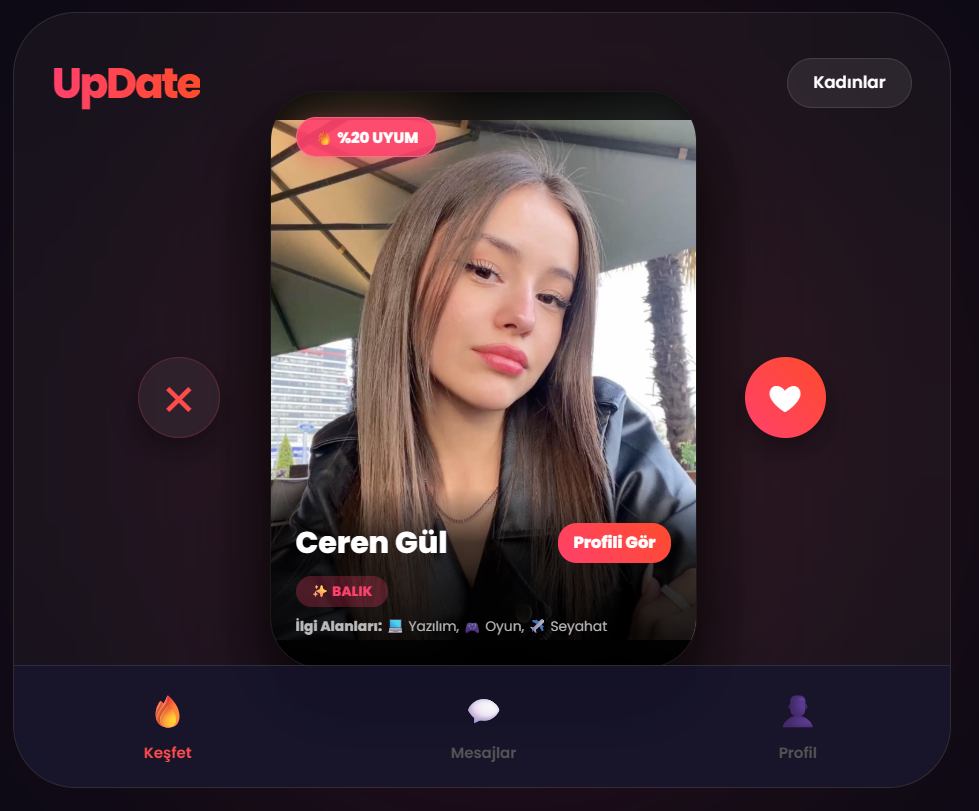 UpDate
Kadınlar
🔥 %20 UYUM
Ceren Gül
Profili Gör
✨ BALIK
İlgi Alanları: 💻 Yazılım, 🎮 Oyun, ✈️ Seyahat
Keşfet
Mesajlar
Profil